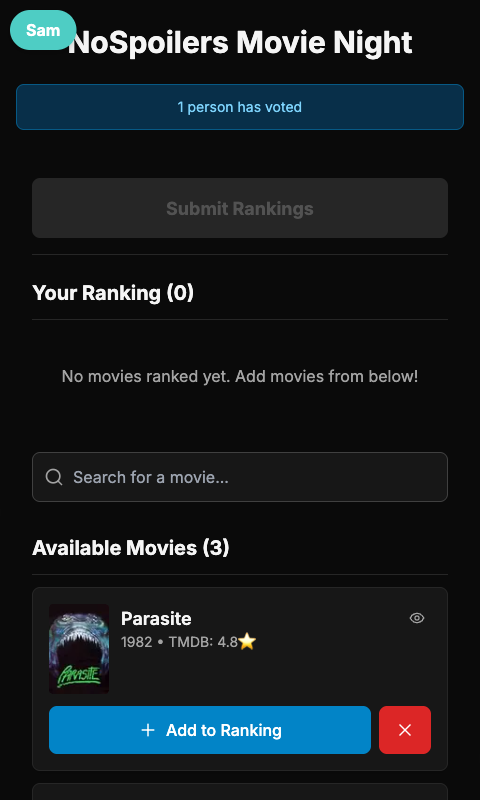 Sam
NoSpoilers Movie Night
1 person has voted
Submit Rankings
Your Ranking (0)
No movies ranked yet. Add movies from below!
Search for a movie...
Available Movies (3)
Parasite
1982 • TMDB: 4.8⭐
PARASITE
+ Add to Ranking